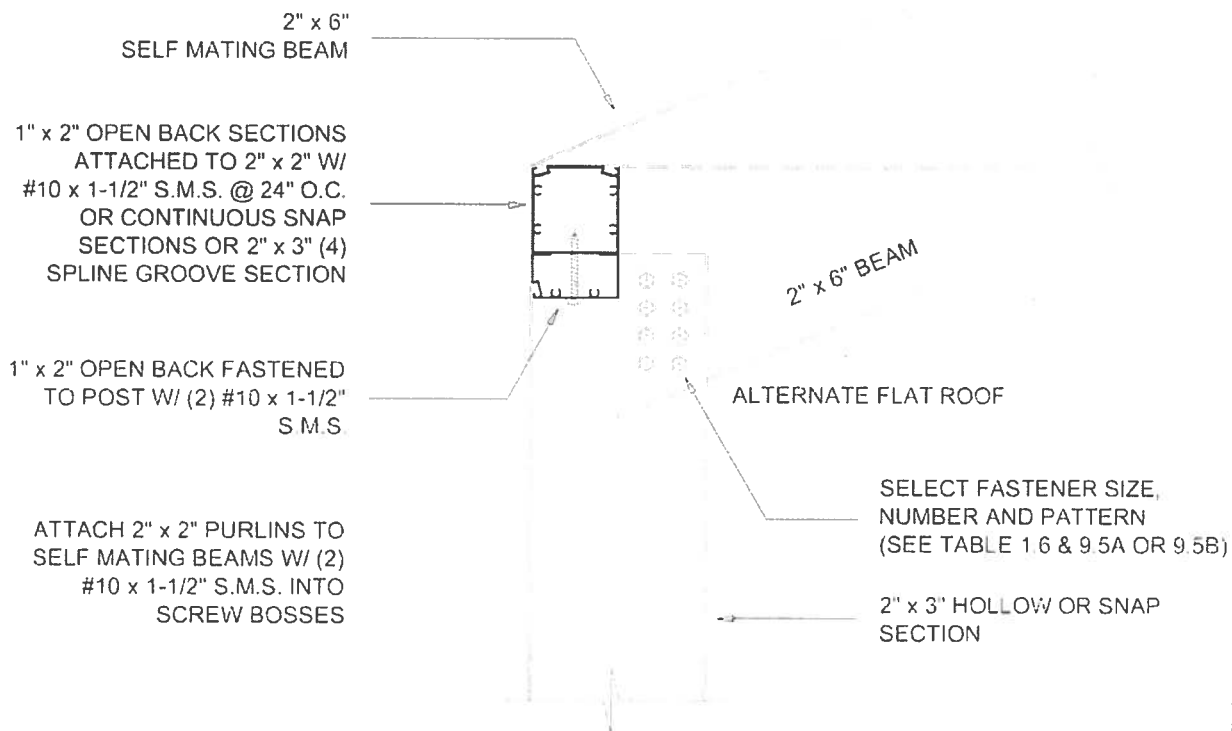 2" x 6"
SELF MATING BEAM
1" x 2" OPEN BACK SECTIONS
ATTACHED TO 2" x 2" W/
#10 x 1-1/2" S.M.S. @ 24" O.C.
OR CONTINUOUS SNAP
SECTIONS OR 2" x 3" (4)
SPLINE GROOVE SECTION
2" x 6" BEAM
1" x 2" OPEN BACK FASTENED
TO POST W/ (2) #10 x 1-1/2"
S.M.S.
ALTERNATE FLAT ROOF
SELECT FASTENER SIZE,
NUMBER AND PATTERN
(SEE TABLE 1.6 & 9.5A OR 9.5B)
ATTACH 2" x 2" PURLINS TO
SELF MATING BEAMS W/ (2)
#10 x 1-1/2" S.M.S. INTO
SCREW BOSSES
2" x 3" HOLLOW OR SNAP
SECTION